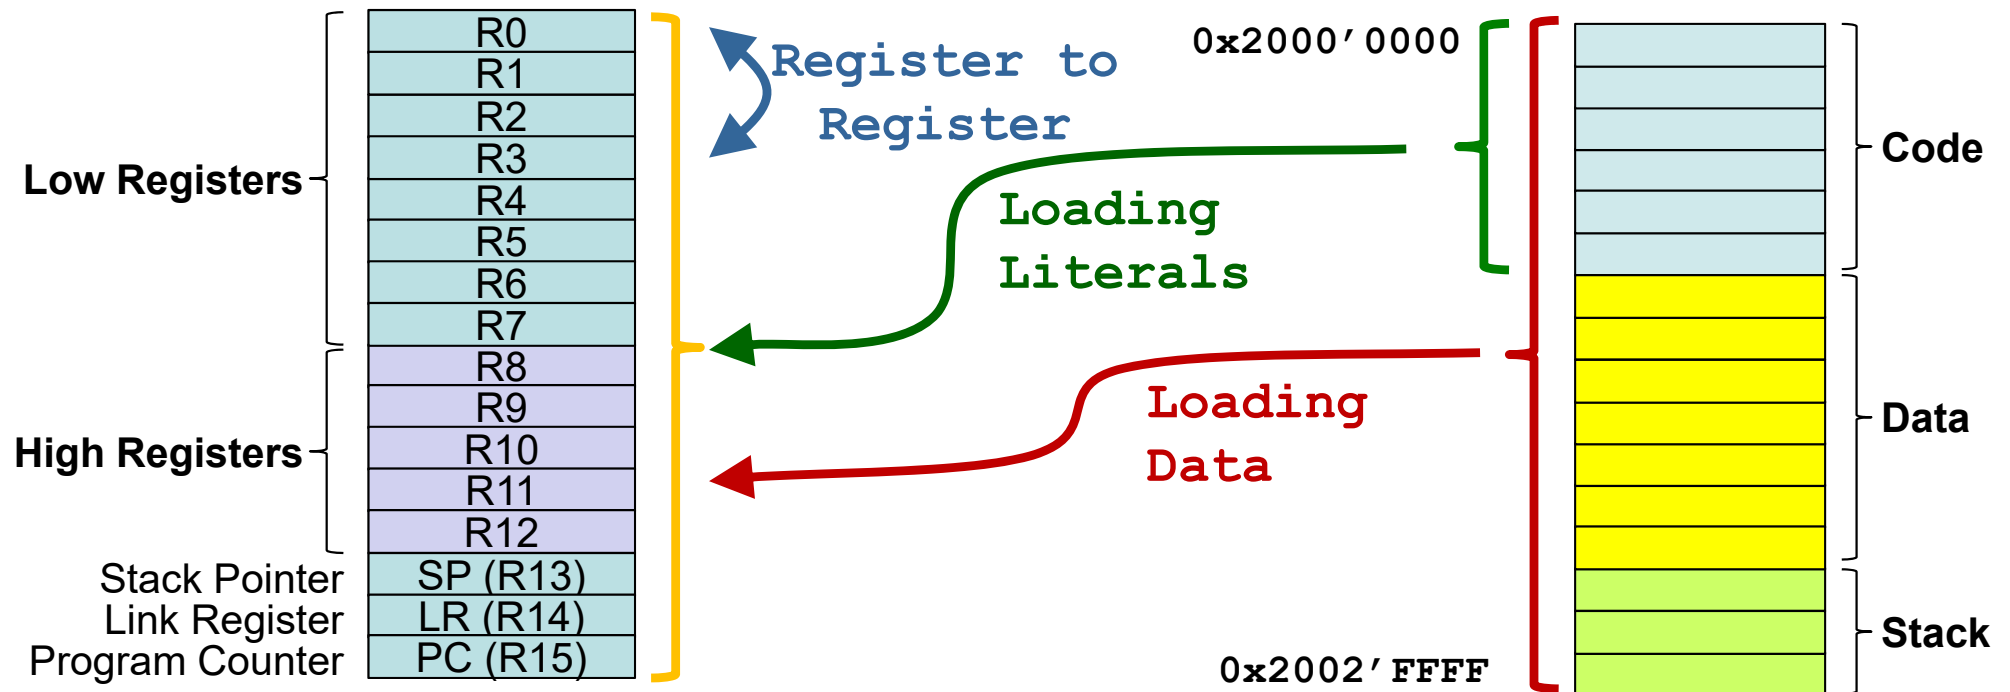 R0
R1
R2
R3
R4
R5
R6
R7
R8
R9
R10
R11
R12
SP (R13)
LR (R14)
PC (R15)
Low Registers
High Registers
Stack Pointer
Link Register
Program Counter
Register to
Register
Loading
Literals
Loading
Data
0x2000’0000
0x2002’FFFF
Code
Data
Stack